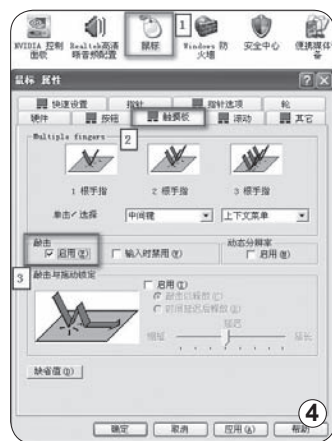 1
NVIDIA 控制面板
Realtek高清晰音频配置
鼠标
Windows 防火墙
安全中心
便携媒体备
鼠标 属性
快速设置 指针 指针选项 轮
硬件 按钮 触摸板 滚动 其它
2
Multiple fingers
1 根手指 2 根手指 3 根手指
单击/选择 中间键 上下文菜单
敲击 动态分辨率
启用(E) 输入时禁用(W) 启用(N)
3
敲击与拖动锁定
启用(D)
敲击以释放(C)
时间延迟后释放(I)
延迟
缩短 延长
缺省值(D)
确定 取消 应用(A) 帮助
4